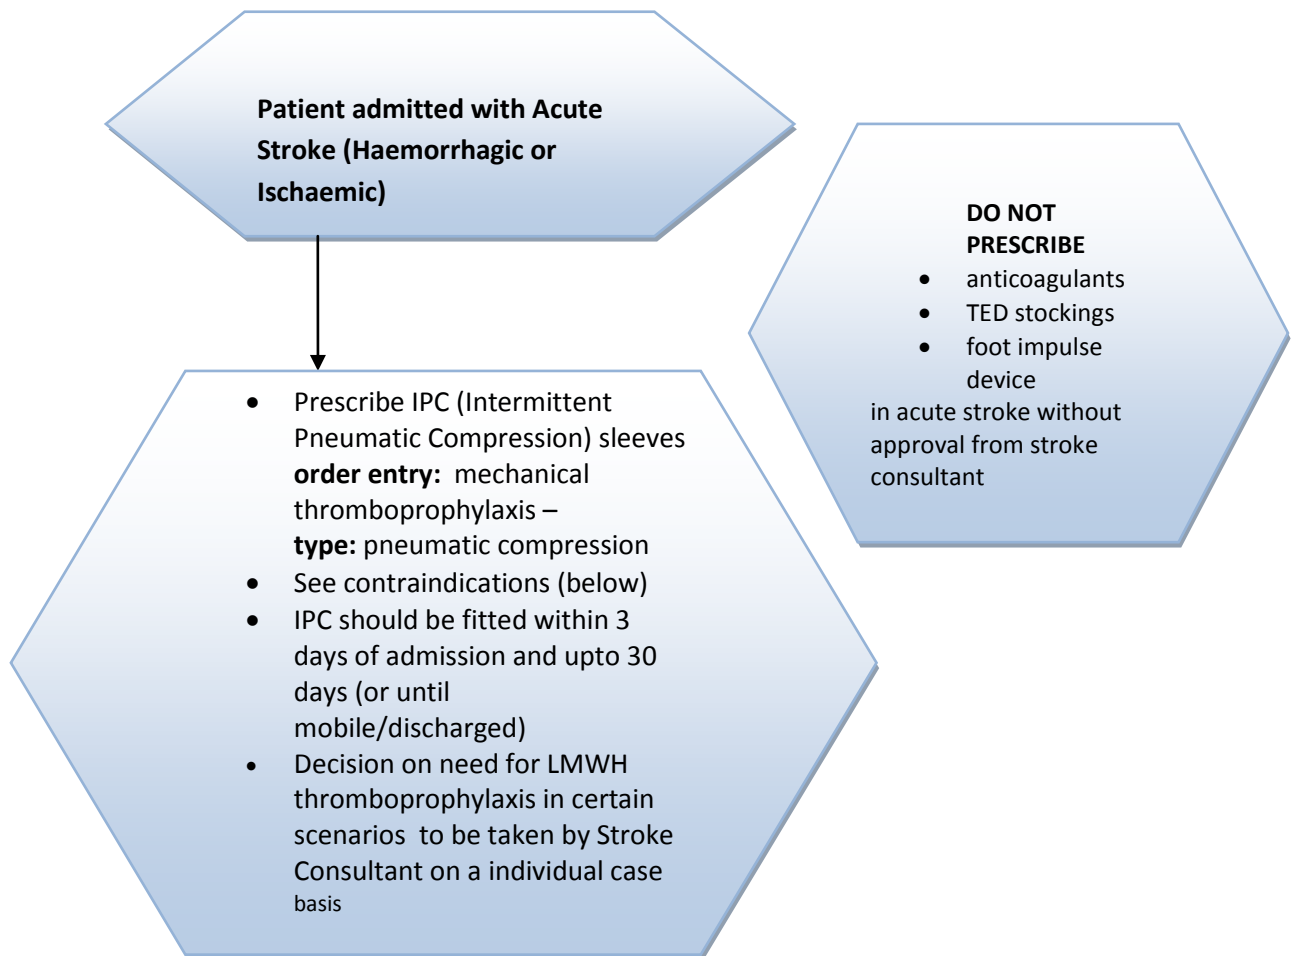 Patient admitted with Acute
Stroke (Haemorrhagic or
Ischaemic)
DO NOT
PRESCRIBE
• anticoagulants
• TED stockings
• foot impulse
device
in acute stroke without
approval from stroke
consultant
• Prescribe IPC (Intermittent
Pneumatic Compression) sleeves
order entry: mechanical
thromboprophylaxis –
type: pneumatic compression
• See contraindications (below)
• IPC should be fitted within 3
days of admission and upto 30
days (or until
mobile/discharged)
• Decision on need for LMWH
thromboprophylaxis in certain
scenarios to be taken by Stroke
Consultant on a individual case
basis